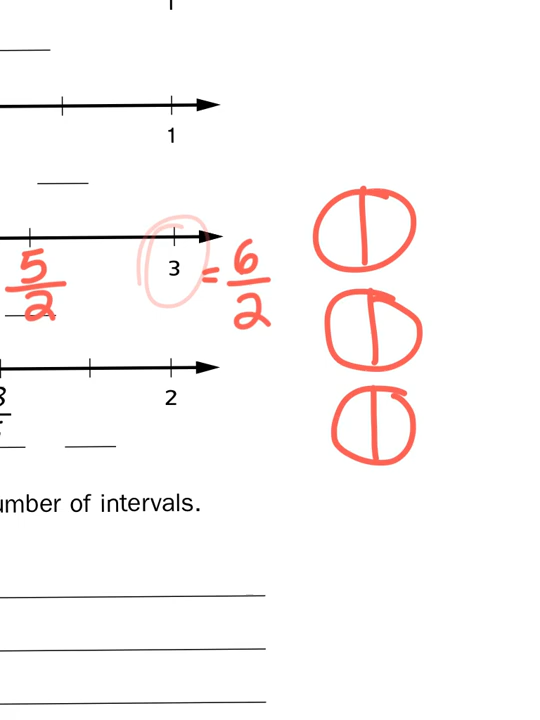 1
3 = 6/2
5/2
2
umber of intervals.